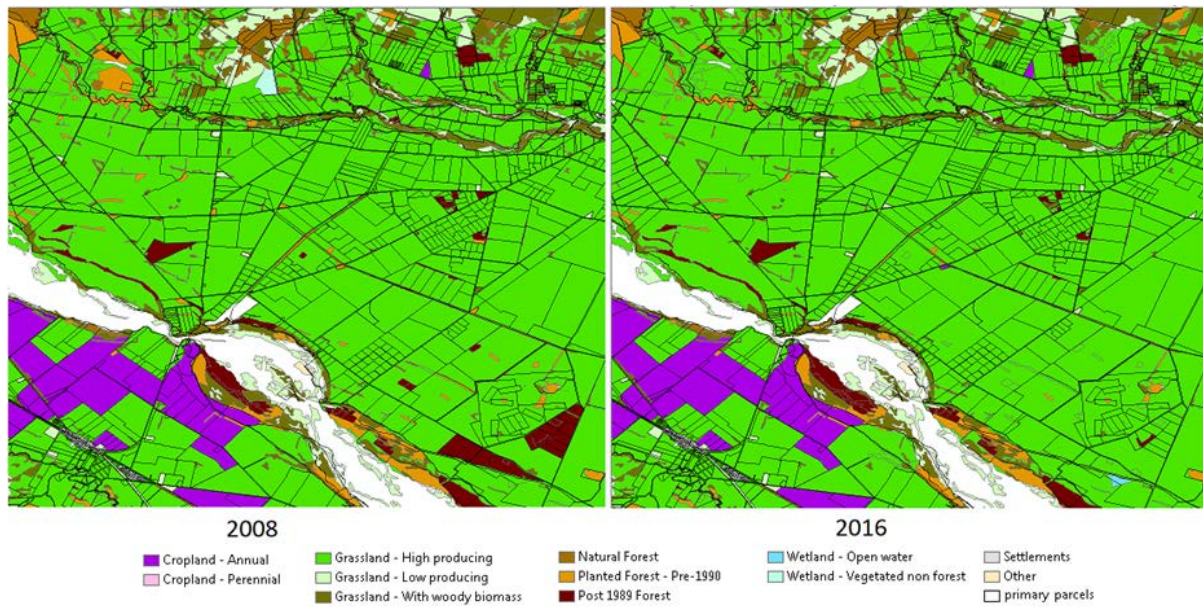 2008 2016
Cropland - Annual Grassland - High producing Natural Forest Wetland - Open water Settlements
Cropland - Perennial Grassland - Low producing Planted Forest - Pre-1990 Wetland - Vegetated non forest Other
Grassland - With woody biomass Post 1989 Forest primary parcels